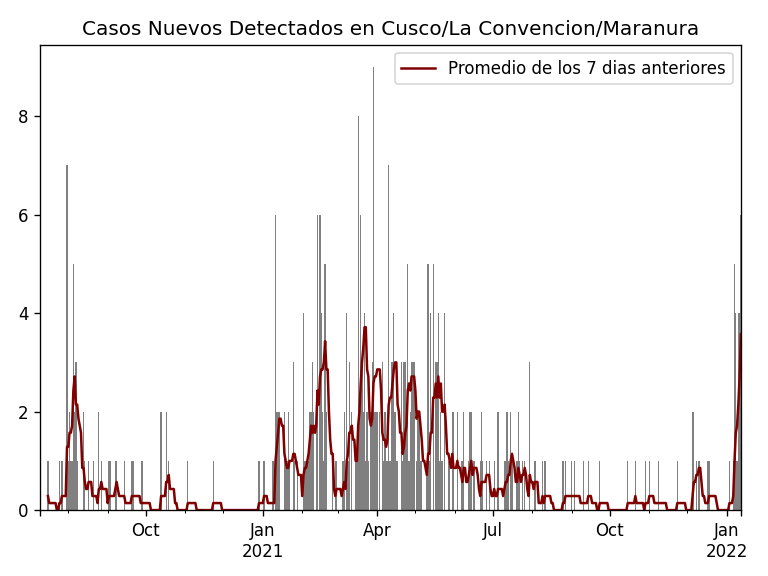 Casos Nuevos Detectados en Cusco/La Convencion/Maranura
Promedio de los 7 dias anteriores
8
6
4
2
0
Oct
Jan
2021
Apr
Jul
Oct
Jan
2022